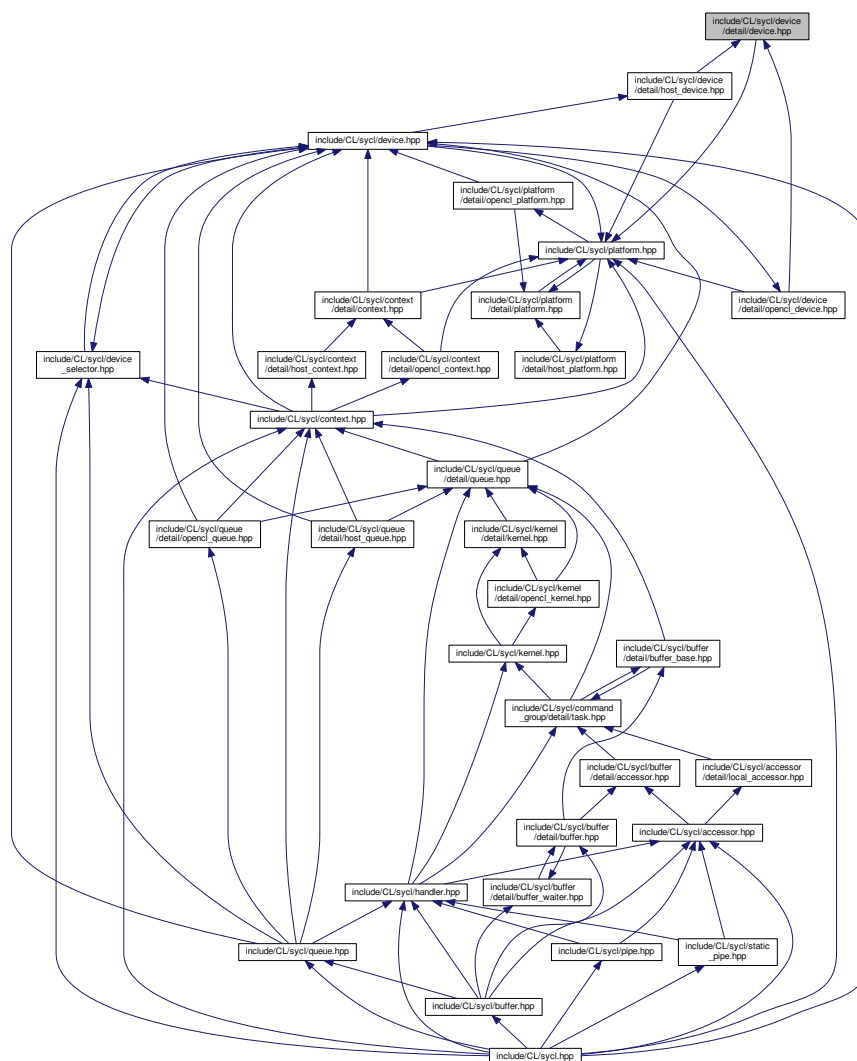 include/CL/sycl/device
/detail/device.hpp
include/CL/sycl/device
/detail/host_device.hpp
include/CL/sycl/device.hpp
include/CL/sycl/platform
/detail/opencl_platform.hpp
include/CL/sycl/platform.hpp
include/CL/sycl/context
/detail/context.hpp
include/CL/sycl/platform
/detail/platform.hpp
include/CL/sycl/device
/detail/opencl_device.hpp
include/CL/sycl/device
_selector.hpp
include/CL/sycl/context
/detail/host_context.hpp
include/CL/sycl/context
/detail/opencl_context.hpp
include/CL/sycl/platform
/detail/host_platform.hpp
include/CL/sycl/context.hpp
include/CL/sycl/queue
/detail/queue.hpp
include/CL/sycl/queue
/detail/opencl_queue.hpp
include/CL/sycl/queue
/detail/host_queue.hpp
include/CL/sycl/kernel
/detail/kernel.hpp
include/CL/sycl/kernel
/detail/opencl_kernel.hpp
include/CL/sycl/kernel.hpp
include/CL/sycl/buffer
/detail/buffer_base.hpp
include/CL/sycl/command
_group/detail/task.hpp
include/CL/sycl/buffer
/detail/accessor.hpp
include/CL/sycl/accessor
/detail/local_accessor.hpp
include/CL/sycl/buffer
/detail/buffer.hpp
include/CL/sycl/accessor.hpp
include/CL/sycl/handler.hpp
include/CL/sycl/buffer
/detail/buffer_waiter.hpp
include/CL/sycl/queue.hpp
include/CL/sycl/pipe.hpp
include/CL/sycl/static
_pipe.hpp
include/CL/sycl/buffer.hpp
include/CL/sycl.hpp